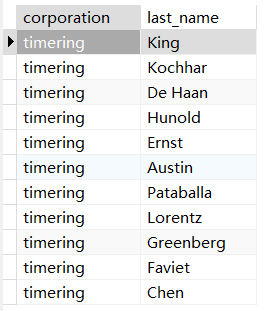 corporation last_name
timering King
timering Kochhar
timering De Haan
timering Hunold
timering Ernst
timering Austin
timering Pataballa
timering Lorentz
timering Greenberg
timering Faviet
timering Chen